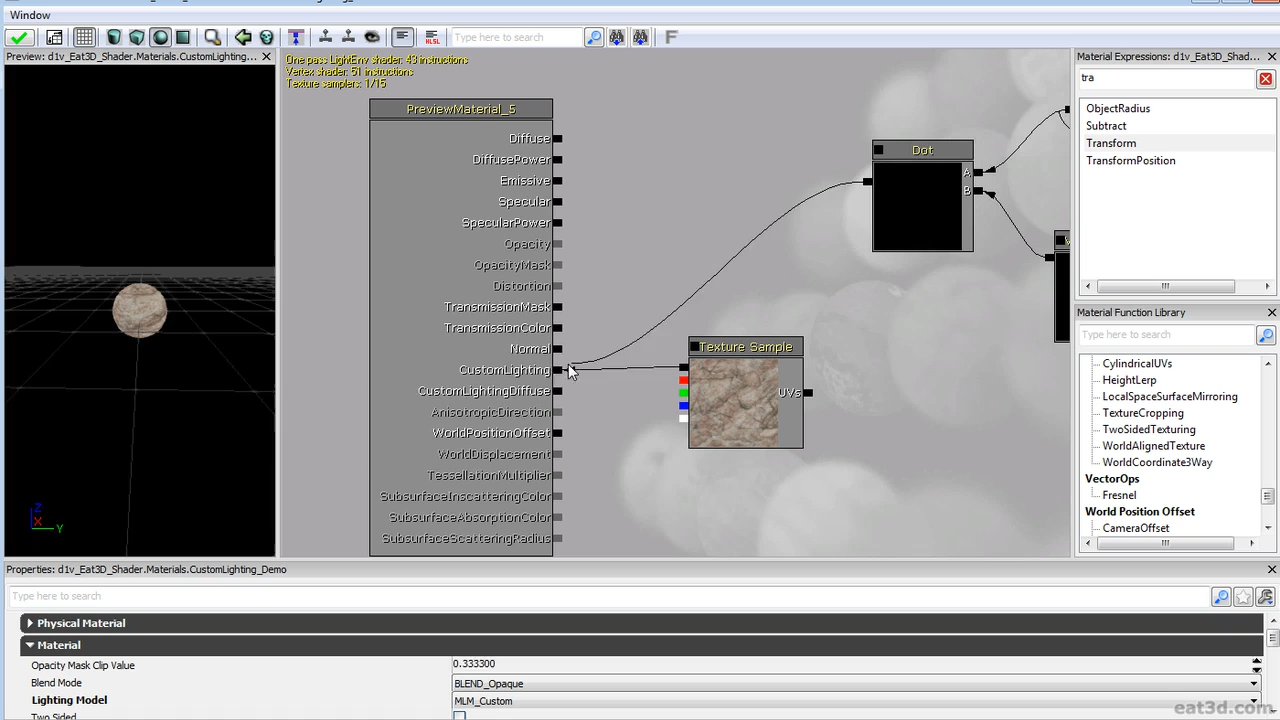 Window
Type here to search
HLSL
F
Preview: d1v_Eat3D_Shader.Materials.CustomLighting...
One pass LightEnv shader: 43 instructions
Vertex shader: 51 instructions
Texture samplers: 1/15
PreviewMaterial_5
Diffuse
DiffusePower
Emissive
Specular
SpecularPower
Opacity
OpacityMask
Distortion
TransmissionMask
TransmissionColor
Normal
CustomLighting
CustomLightingDiffuse
AnisotropicDirection
WorldPositionOffset
WorldDisplacement
TessellationMultiplier
SubsurfaceInscatteringColor
SubsurfaceAbsorptionColor
SubsurfaceScatteringRadius
Dot
A
B
Texture Sample
UVs
Z
X
Y
Material Expressions: d1v_Eat3D_Shad...
tra
ObjectRadius
Subtract
Transform
TransformPosition
Material Function Library
Type here to search
CylindricalUVs
HeightLerp
LocalSpaceSurfaceMirroring
TextureCropping
TwoSidedTexturing
WorldAlignedTexture
WorldCoordinate3Way
VectorOps
Fresnel
World Position Offset
CameraOffset
Properties: d1v_Eat3D_Shader.Materials.CustomLighting_Demo
Type here to search
Physical Material
Material
Opacity Mask Clip Value 0.333300
Blend Mode BLEND_Opaque
Lighting Model MLM_Custom
Two Sided
eat3d.com